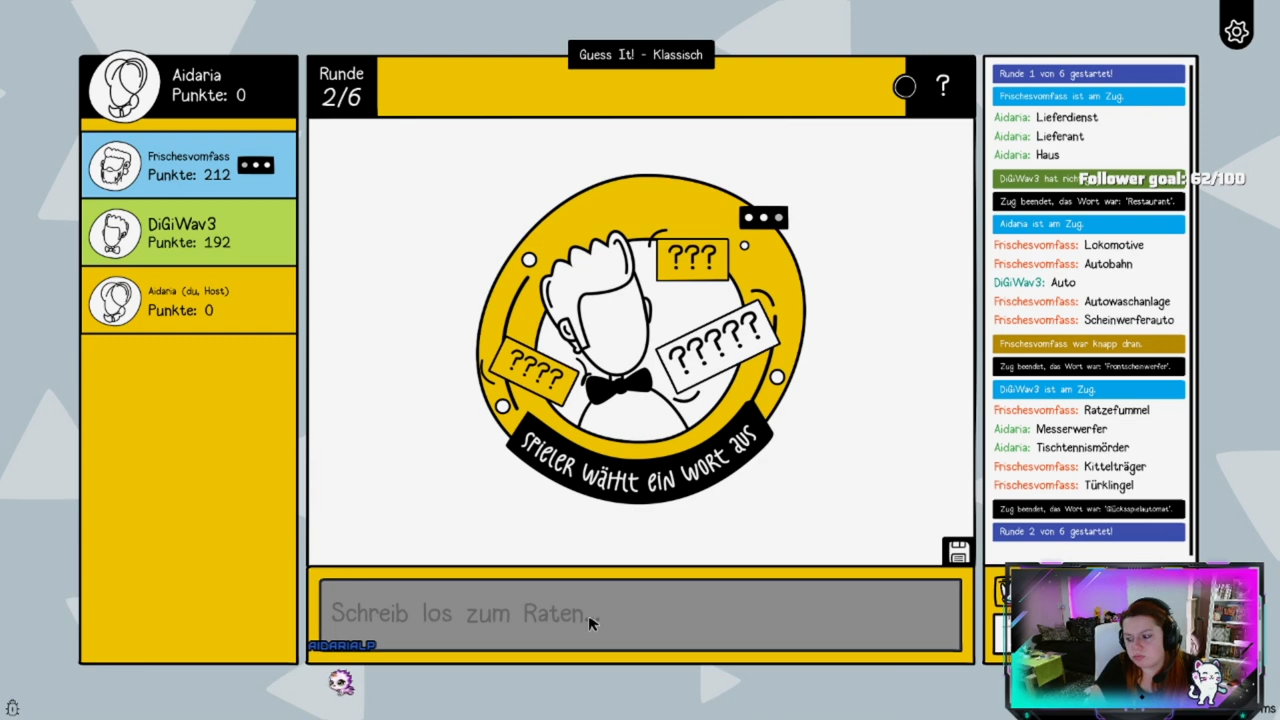 Guess It! - Klassisch
Aidaria
Punkte: 0
Frischesvomfass
Punkte: 212
DiGiWav3
Punkte: 192
Aidaria (du, Host)
Punkte: 0
Runde
2/6
?
???
?????
????
SPIELER WÄHLT EIN WORT AUS
Schreib los zum Raten...
AIDARIALP
Runde 1 von 6 gestartet!
Frischesvomfass ist am Zug.
Aidaria: Lieferdienst
Aidaria: Lieferant
Aidaria: Haus
DiGiWav3 hat
Follower goal: 62/100
Zug beendet, das Wort war: 'Restaurant'.
Aidaria ist am Zug.
Frischesvomfass: Lokomotive
Frischesvomfass: Autobahn
DiGiWav3: Auto
Frischesvomfass: Autowaschanlage
Frischesvomfass: Scheinwerferauto
Frischesvomfass war knapp dran.
Zug beendet, das Wort war: 'Frontscheinwerfer'.
DiGiWav3 ist am Zug.
Frischesvomfass: Ratzefummel
Aidaria: Messerwerfer
Aidaria: Tischtennismörder
Frischesvomfass: Kittelträger
Frischesvomfass: Türklingel
Zug beendet, das Wort war: 'Glücksspielautomat'.
Runde 2 von 6 gestartet!
ms